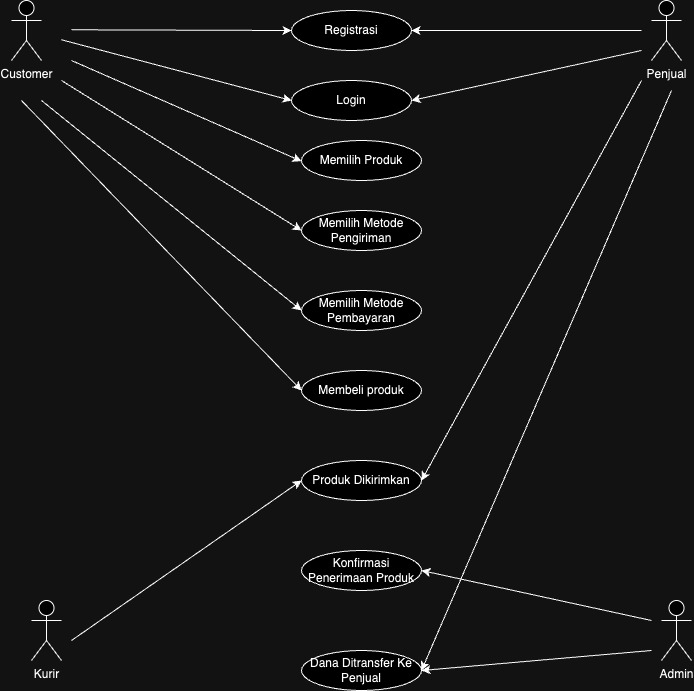 Registrasi
Customer
Penjual
Login
Memilih Produk
Memilih Metode
Pengiriman
Memilih Metode
Pembayaran
Membeli produk
Produk Dikirimkan
Konfirmasi
Penerimaan Produk
Dana Ditransfer Ke
Penjual
Kurir
Admin